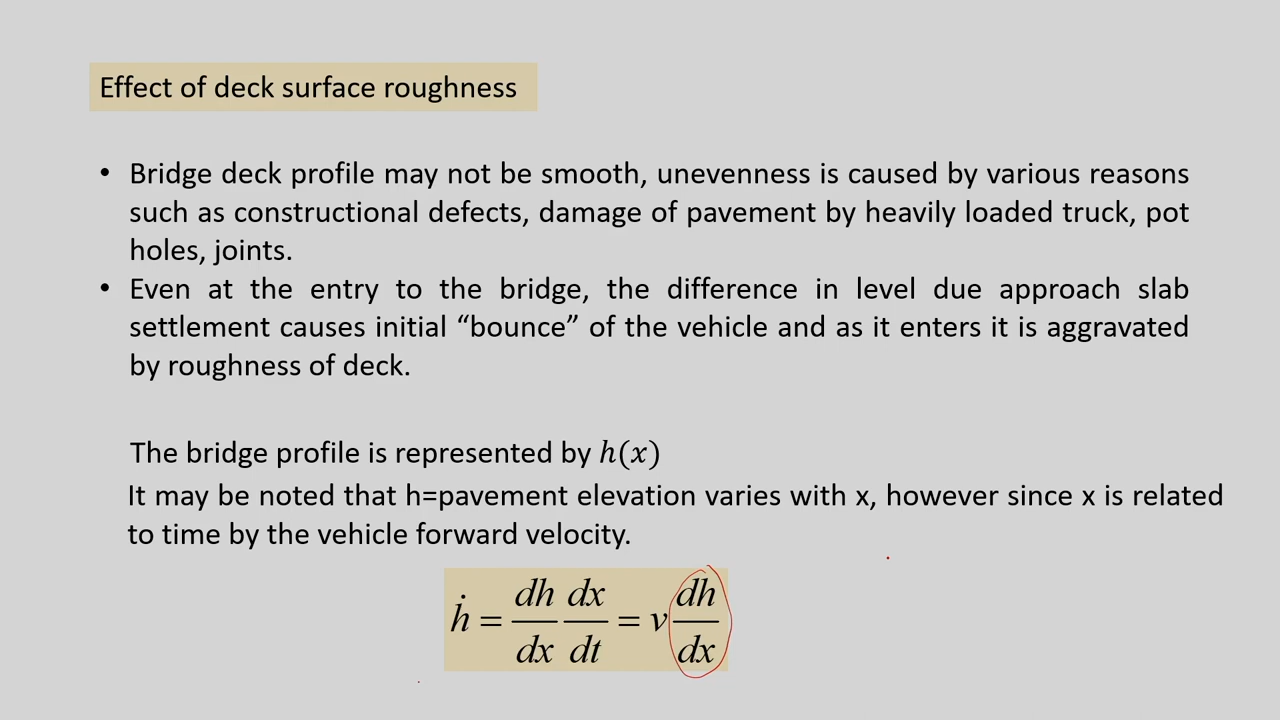 Effect of deck surface roughness
• Bridge deck profile may not be smooth, unevenness is caused by various reasons
such as constructional defects, damage of pavement by heavily loaded truck, pot
holes, joints.
• Even at the entry to the bridge, the difference in level due approach slab
settlement causes initial “bounce” of the vehicle and as it enters it is aggravated
by roughness of deck.
The bridge profile is represented by h(x)
It may be noted that h=pavement elevation varies with x, however since x is related
to time by the vehicle forward velocity.
ḣ = dh/dx dx/dt = v dh/dx